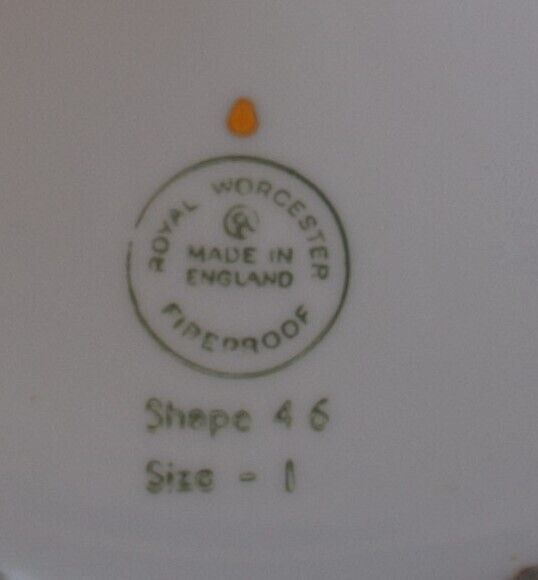 ROYAL WORCESTER
MADE IN
ENGLAND
FIREPROOF
Shape 46
Size - 1